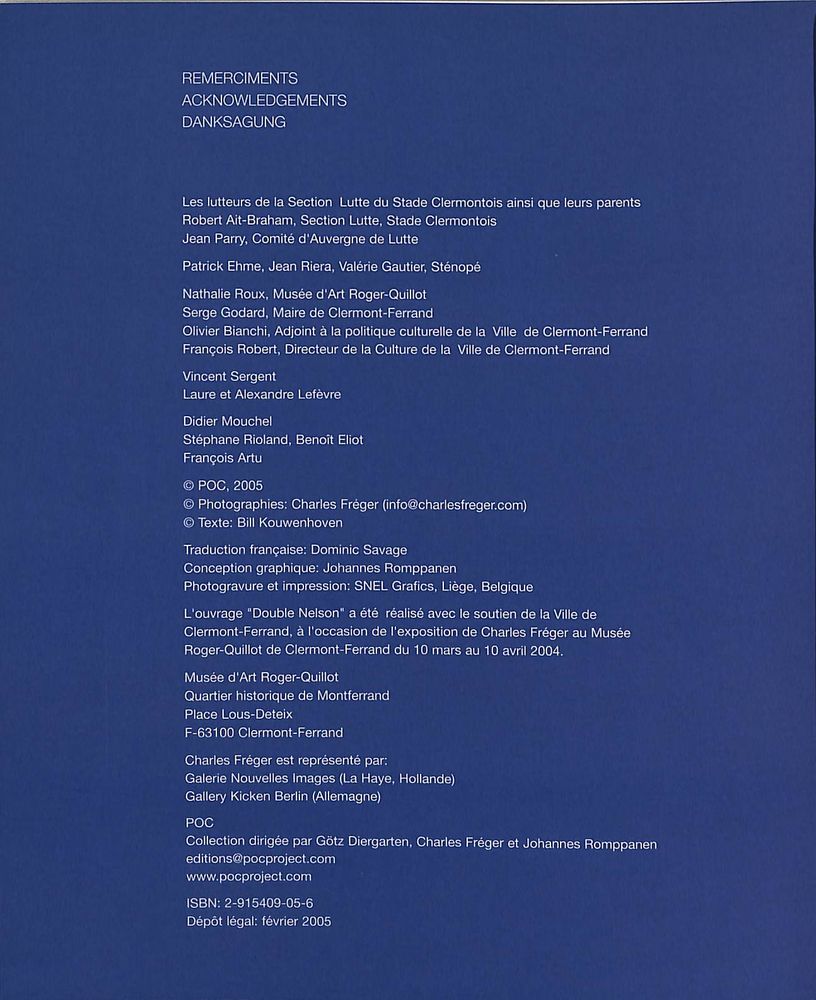 REMERCIMENTS
ACKNOWLEDGEMENTS
DANKSAGUNG
Les lutteurs de la Section Lutte du Stade Clermontois ainsi que leurs parents
Robert Ait-Braham, Section Lutte, Stade Clermontois
Jean Parry, Comité d'Auvergne de Lutte
Patrick Ehme, Jean Riera, Valérie Gautier, Sténopé
Nathalie Roux, Musée d'Art Roger-Quillot
Serge Godard, Maire de Clermont-Ferrand
Olivier Bianchi, Adjoint à la politique culturelle de la Ville de Clermont-Ferrand
François Robert, Directeur de la Culture de la Ville de Clermont-Ferrand
Vincent Sergent
Laure et Alexandre Lefèvre
Didier Mouchel
Stéphane Rioland, Benoît Eliot
François Artu
© POC, 2005
© Photographies: Charles Fréger (info@charlesfreger.com)
© Texte: Bill Kouwenhoven
Traduction française: Dominic Savage
Conception graphique: Johannes Romppanen
Photogravure et impression: SNEL Grafics, Liège, Belgique
L'ouvrage "Double Nelson" a été réalisé avec le soutien de la Ville de
Clermont-Ferrand, à l'occasion de l'exposition de Charles Fréger au Musée
Roger-Quillot de Clermont-Ferrand du 10 mars au 10 avril 2004.
Musée d'Art Roger-Quillot
Quartier historique de Montferrand
Place Lous-Deteix
F-63100 Clermont-Ferrand
Charles Fréger est représenté par:
Galerie Nouvelles Images (La Haye, Hollande)
Gallery Kicken Berlin (Allemagne)
POC
Collection dirigée par Götz Diergarten, Charles Fréger et Johannes Romppanen
editions@pocproject.com
www.pocproject.com
ISBN: 2-915409-05-6
Dépôt légal: février 2005